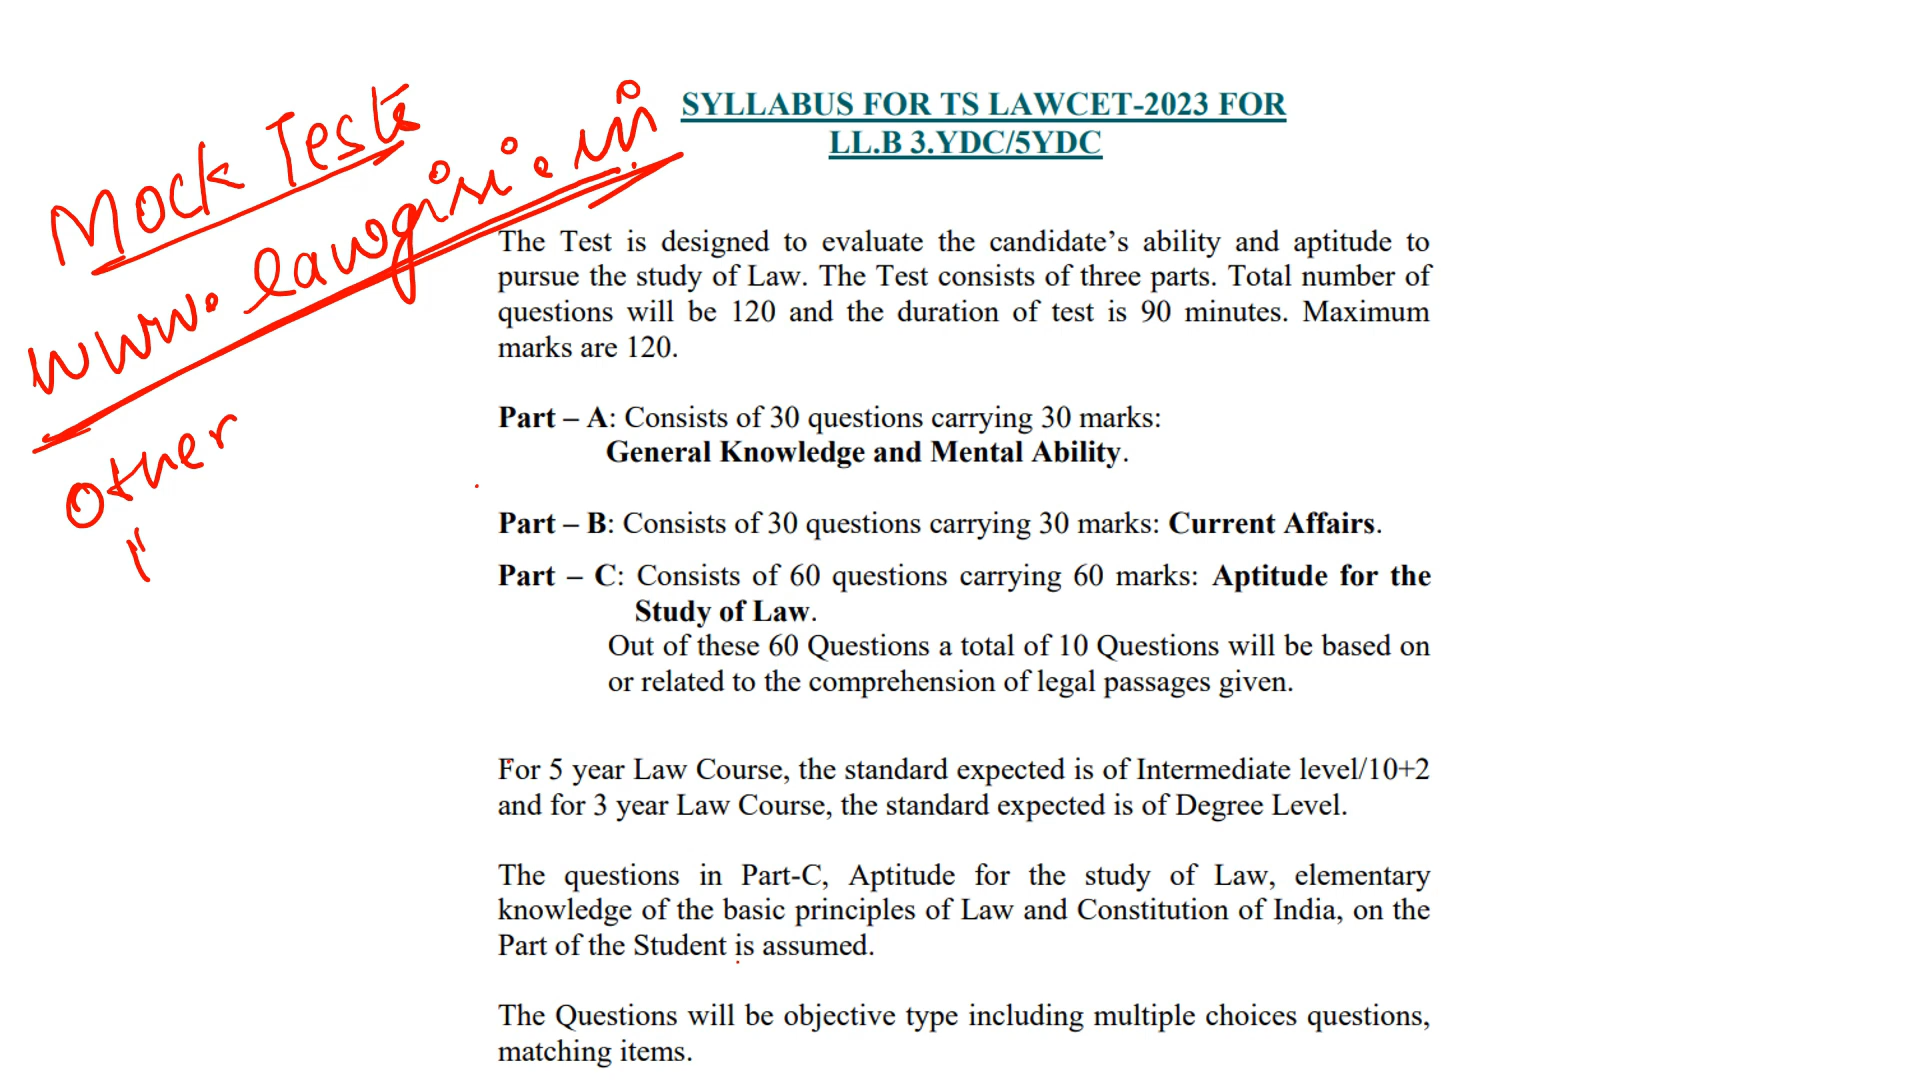 SYLLABUS FOR TS LAWCET-2023 FOR
LL.B 3.YDC/5YDC
Mock Tests
www.lawgisi.in
Other
The Test is designed to evaluate the candidate’s ability and aptitude to
pursue the study of Law. The Test consists of three parts. Total number of
questions will be 120 and the duration of test is 90 minutes. Maximum
marks are 120.
Part – A: Consists of 30 questions carrying 30 marks:
General Knowledge and Mental Ability.
Part – B: Consists of 30 questions carrying 30 marks: Current Affairs.
Part – C: Consists of 60 questions carrying 60 marks: Aptitude for the
Study of Law.
Out of these 60 Questions a total of 10 Questions will be based on
or related to the comprehension of legal passages given.
For 5 year Law Course, the standard expected is of Intermediate level/10+2
and for 3 year Law Course, the standard expected is of Degree Level.
The questions in Part-C, Aptitude for the study of Law, elementary
knowledge of the basic principles of Law and Constitution of India, on the
Part of the Student is assumed.
The Questions will be objective type including multiple choices questions,
matching items.